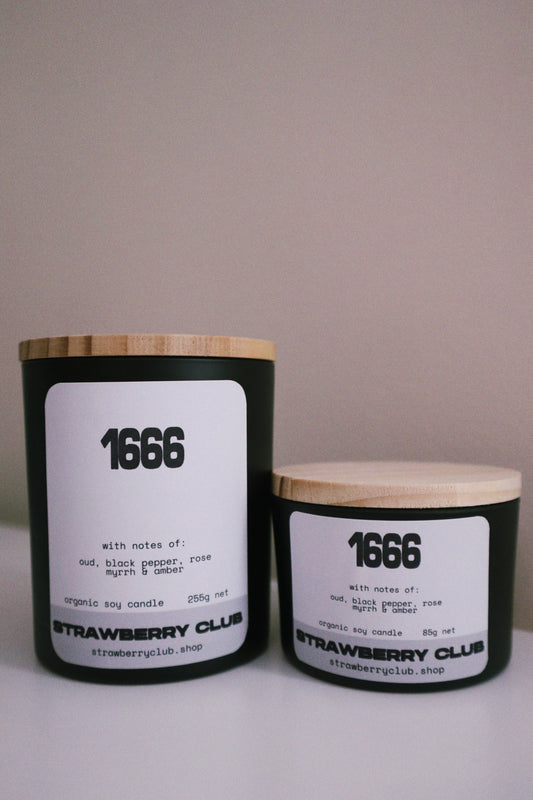 1666
with notes of:
oud, black pepper, rose
myrrh & amber
organic soy candle 255g net
STRAWBERRY CLUB
strawberryclub.shop
1666
with notes of:
oud, black pepper, rose
myrrh & amber
organic soy candle 85g net
STRAWBERRY CLUB
strawberryclub.shop